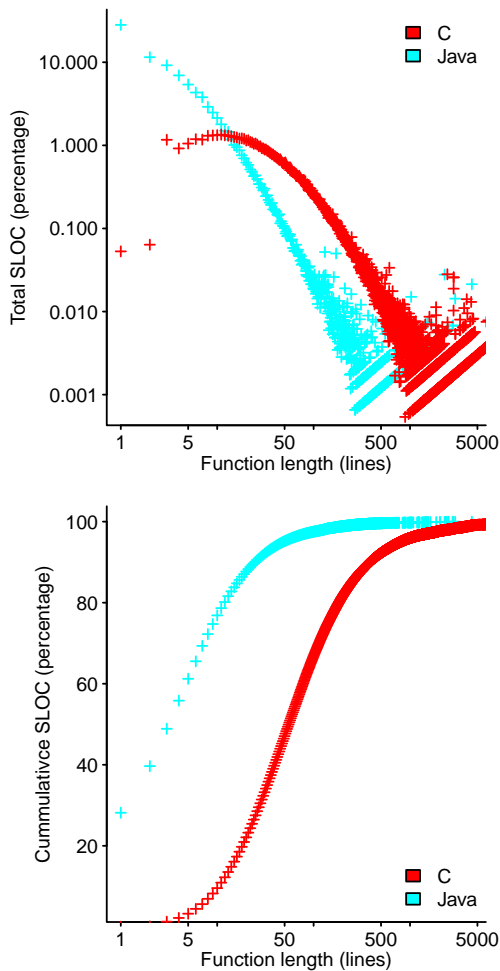 C
Java
10.000
1.000
0.100
0.010
0.001
Total SLOC (percentage)
1 5 50 500 5000
Function length (lines)
100
80
60
40
20
Cummulativce SLOC (percentage)
C
Java
1 5 50 500 5000
Function length (lines)